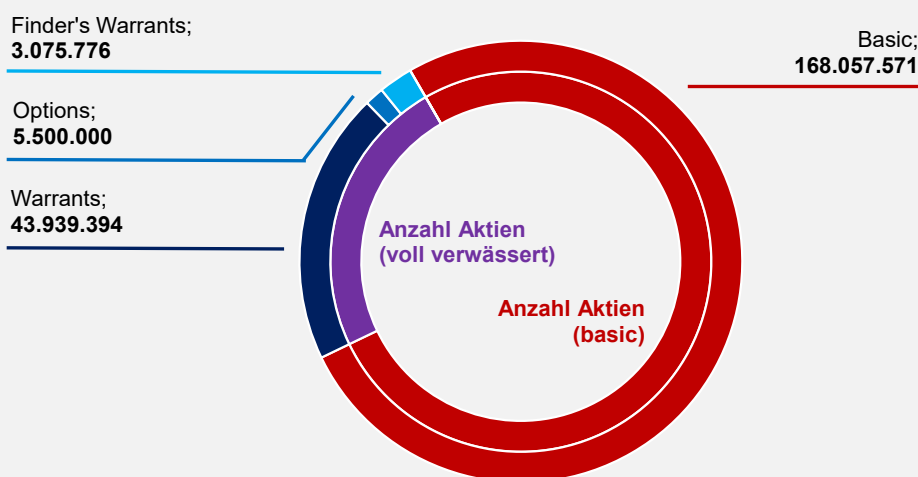 Finder's Warrants;
3.075.776
Options;
5.500.000
Warrants;
43.939.394
Basic;
168.057.571
Anzahl Aktien
(voll verwässert)
Anzahl Aktien
(basic)